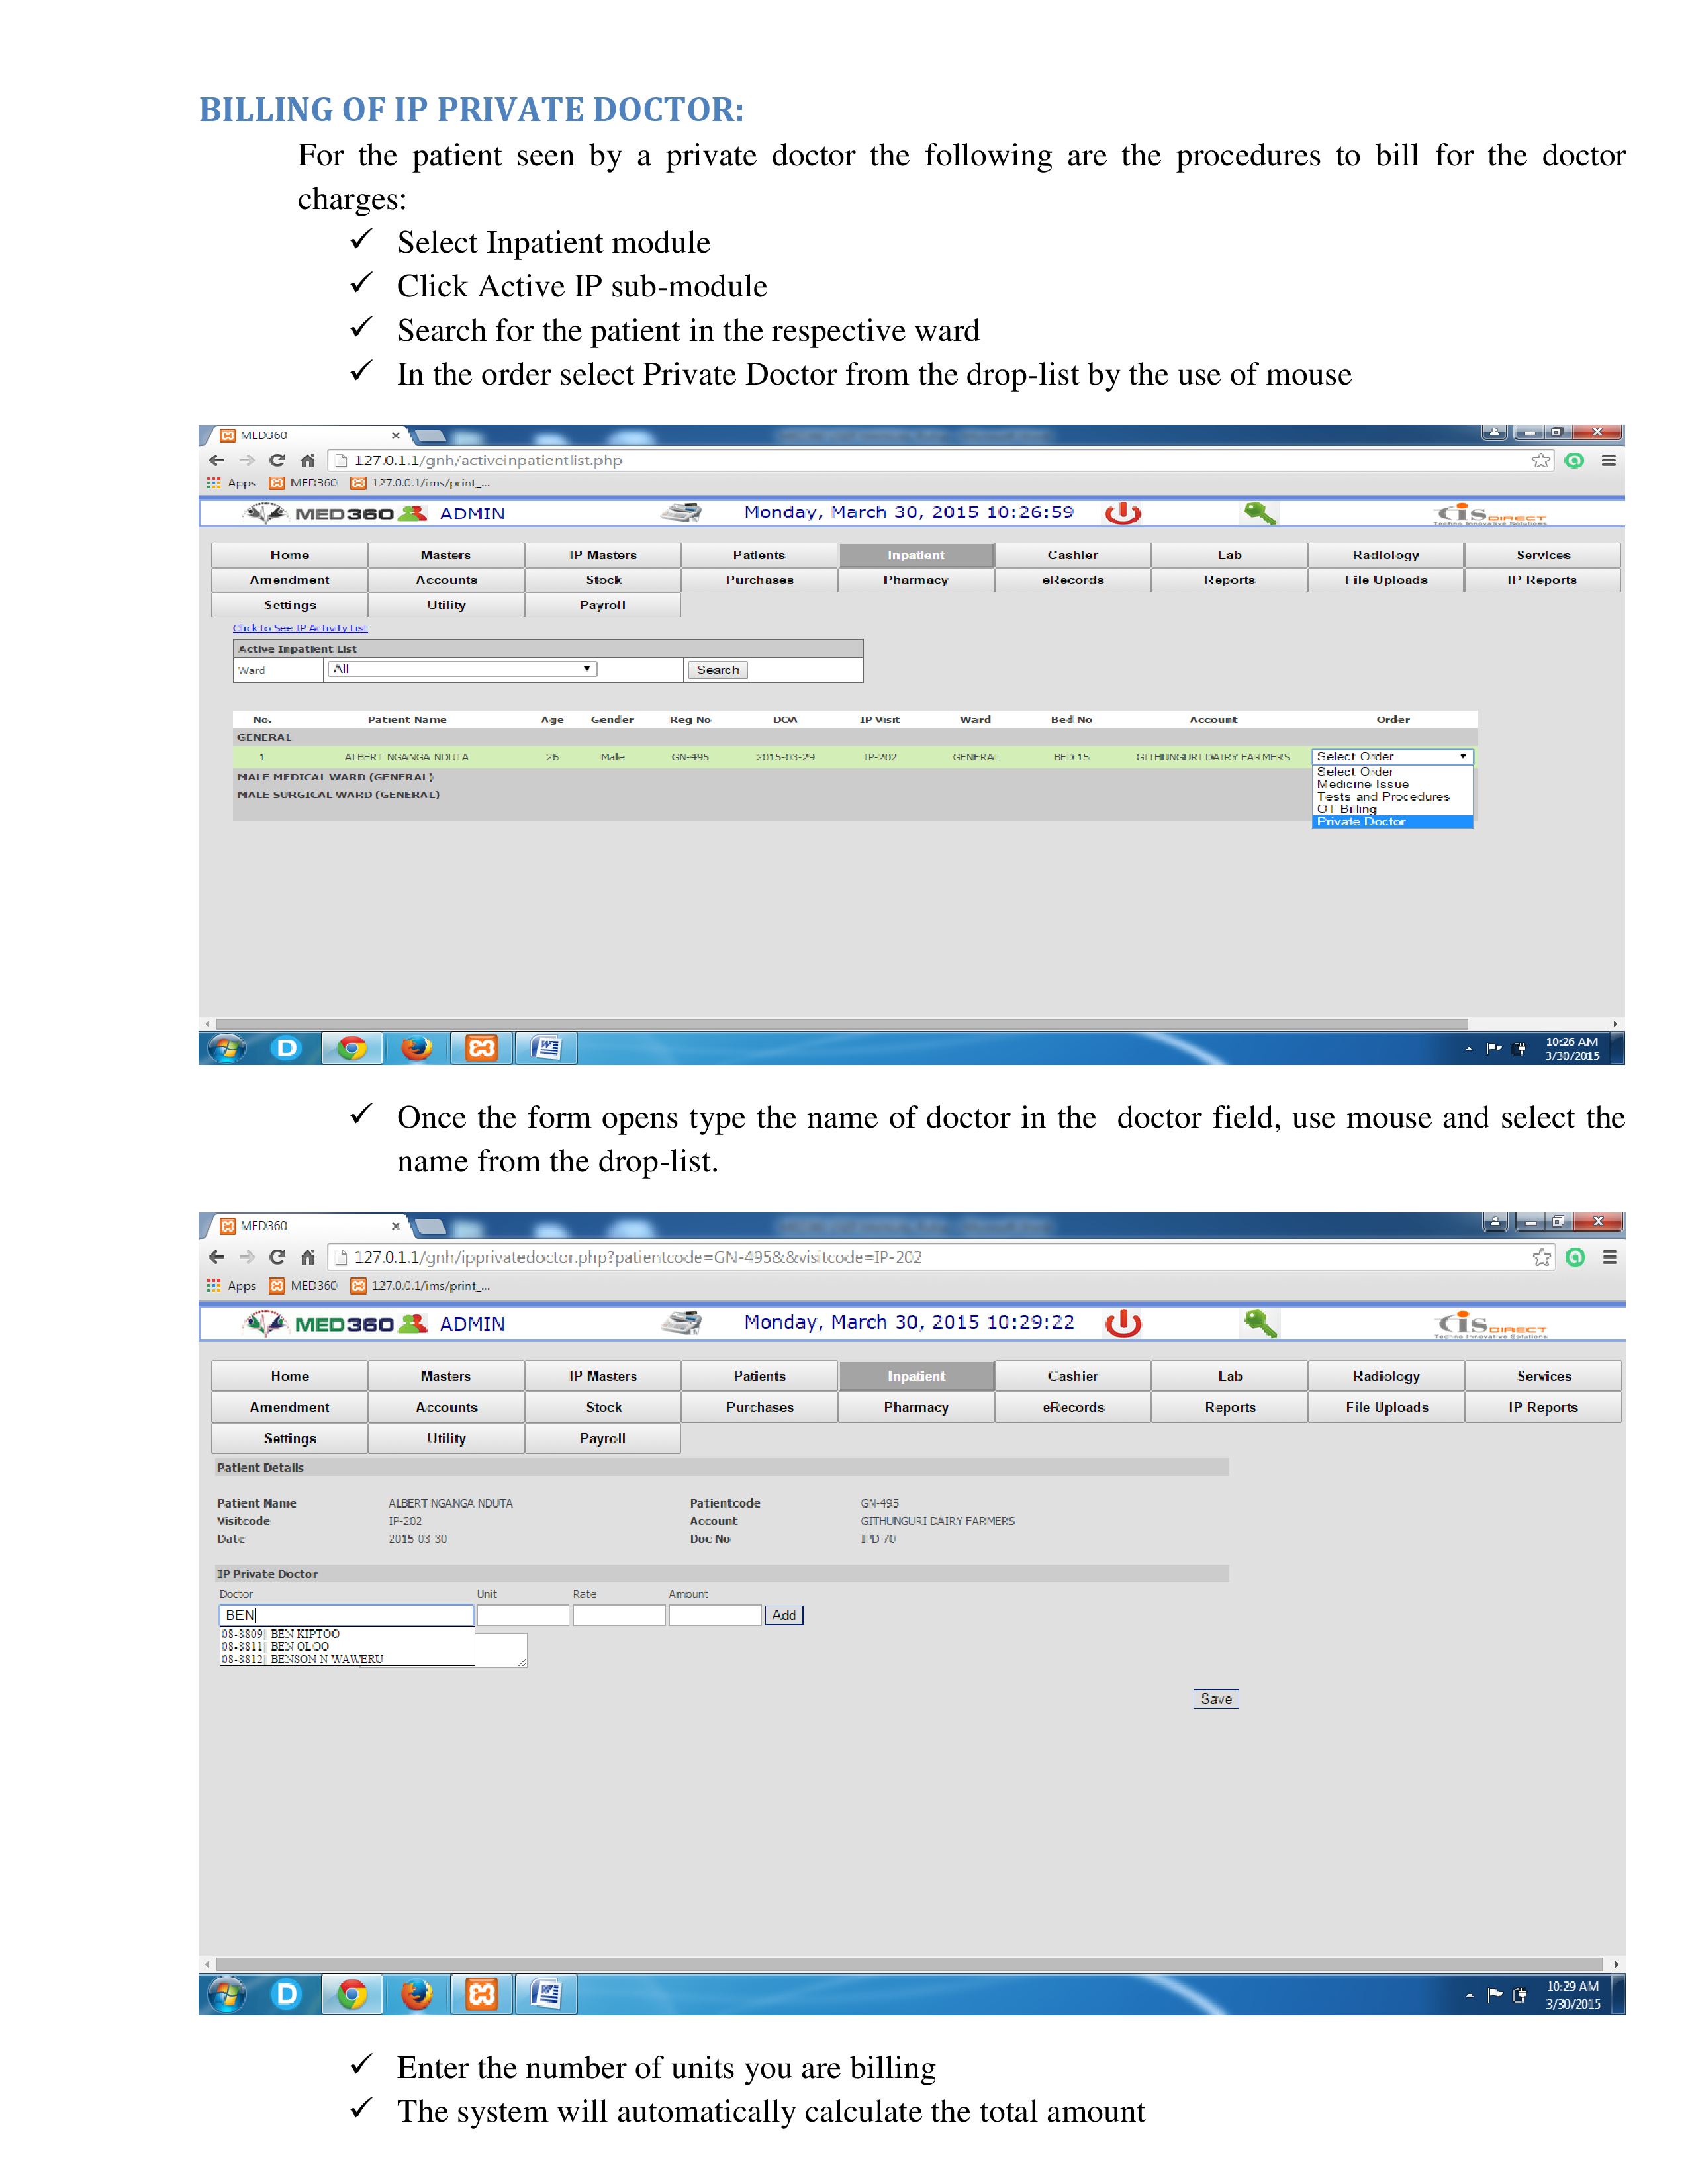 BILLING OF IP PRIVATE DOCTOR:
For the patient seen by a private doctor the following are the procedures to bill for the doctor
charges:
✓ Select Inpatient module
✓ Click Active IP sub-module
✓ Search for the patient in the respective ward
✓ In the order select Private Doctor from the drop-list by the use of mouse
MED360
127.0.1.1/gnh/activeinpatientlist.php
Apps MED360 127.0.0.1/ims/print_...
MED360 ADMIN Monday, March 30, 2015 10:26:59 CIS DIRECT
Techno Innovative Solutions
Home Masters IP Masters Patients Inpatient Cashier Lab Radiology Services
Amendment Accounts Stock Purchases Pharmacy eRecords Reports File Uploads IP Reports
Settings Utility Payroll
Click to See IP Activity List
Active Inpatient List
Ward All Search
No. Patient Name Age Gender Reg No DOA IP Visit Ward Bed No Account Order
GENERAL
1 ALBERT NGANGA NDUTA 26 Male GN-495 2015-03-29 IP-202 GENERAL BED 15 GITHUNGURI DAIRY FARMERS Select Order
Select Order
MALE MEDICAL WARD (GENERAL)
Medicine Issue
MALE SURGICAL WARD (GENERAL)
Tests and Procedures
OT Billing
Private Doctor
10:26 AM
3/30/2015
✓ Once the form opens type the name of doctor in the doctor field, use mouse and select the
name from the drop-list.
MED360
127.0.1.1/gnh/ipprivatedoctor.php?patientcode=GN-495&&visitcode=IP-202
Apps MED360 127.0.0.1/ims/print_...
MED360 ADMIN Monday, March 30, 2015 10:29:22 CIS DIRECT
Techno Innovative Solutions
Home Masters IP Masters Patients Inpatient Cashier Lab Radiology Services
Amendment Accounts Stock Purchases Pharmacy eRecords Reports File Uploads IP Reports
Settings Utility Payroll
Patient Details
Patient Name ALBERT NGANGA NDUTA Patientcode GN-495
Visitcode IP-202 Account GITHUNGURI DAIRY FARMERS
Date 2015-03-30 Doc No IPD-70
IP Private Doctor
Doctor Unit Rate Amount
BEN Add
08-8809|| BEN KIPTOO
08-8811|| BEN OLOO
08-8812|| BENSON N WAWERU
Save
10:29 AM
3/30/2015
✓ Enter the number of units you are billing
✓ The system will automatically calculate the total amount